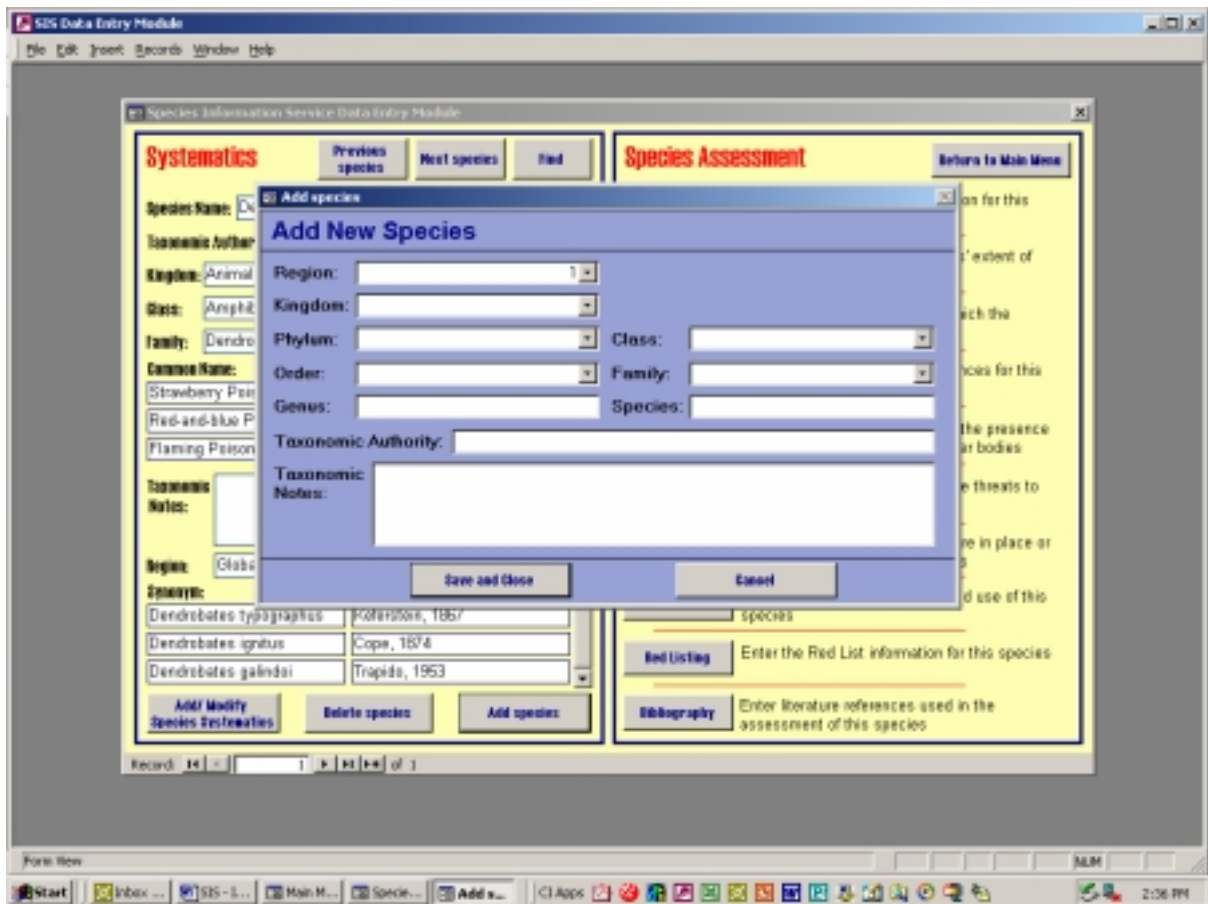 SIS Data Entry Module
File Edit Insert Records Window Help
Species Information Service Data Entry Module
Systematics
Previous species
Next species
Find
Species Assessment
Return to Main Menu
Add species
Add New Species
Region: 1
Kingdom:
Phylum:
Class:
Order:
Family:
Genus:
Species:
Taxonomic Authority:
Taxonomic Notes:
Save and Close
Cancel
Species Name:
Kingdom: Animal
Class: Amphib
Family: Dendro
Common Name:
Strawberry Pois
Red-and-blue P
Flaming Poison
Taxonomic Notes:
Region: Globa
Synonym:
Dendrobates typographus Keferstein, 1867
Dendrobates ignitus Cope, 1874
Dendrobates galindoi Trapido, 1953
Add/ Modify Species Systematics
Delete species
Add species
on for this
' extent of
ich the
nces for this
the presence
er bodies
e threats to
re in place or
d use of this
species
Red Listing
Enter the Red List information for this species
Bibliography
Enter literature references used in the
assessment of this species
Record: 1 of 1
Form View
NUM
Start
Inbox ...
SIS - I...
Main M...
Specie...
Add s...
CI Apps
2:36 PM